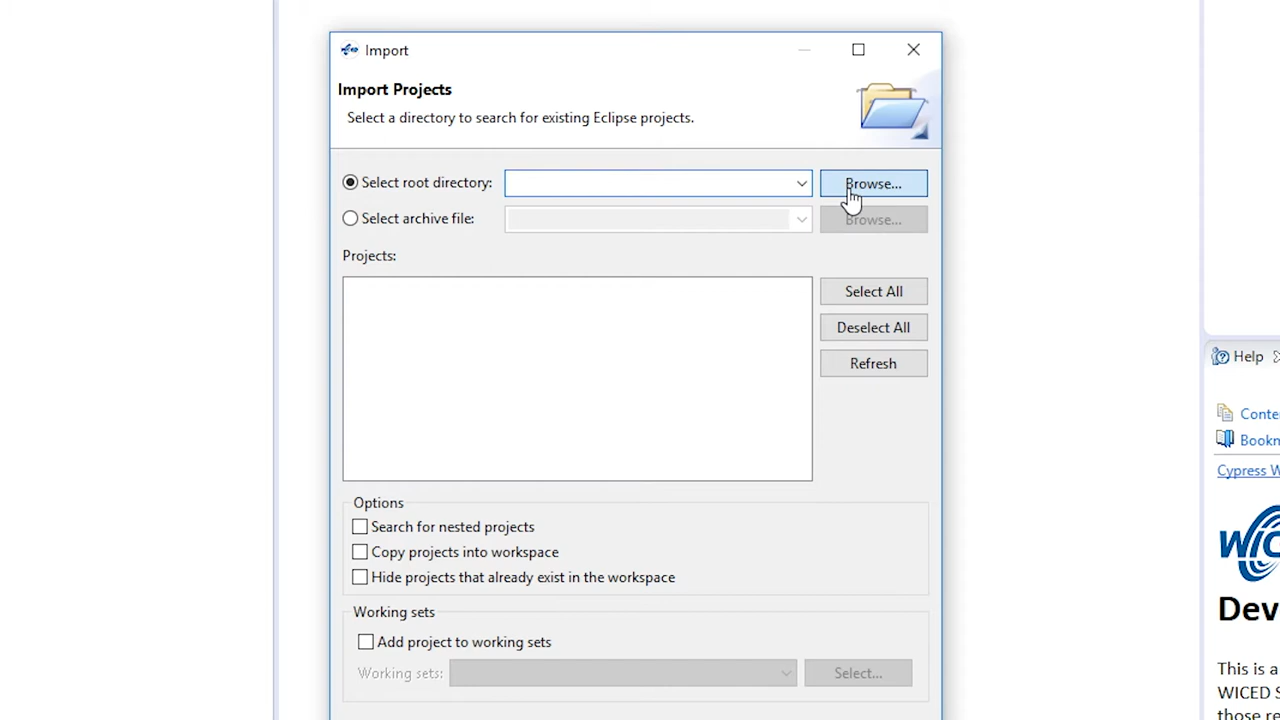 Import
Import Projects
Select a directory to search for existing Eclipse projects.
Select root directory:
Browse...
Select archive file:
Browse...
Projects:
Select All
Deselect All
Refresh
Options
Search for nested projects
Copy projects into workspace
Hide projects that already exist in the workspace
Working sets
Add project to working sets
Working sets:
Select...
Help
Conte
Bookn
Cypress W
WIC
Dev
This is a
WICED S
those re